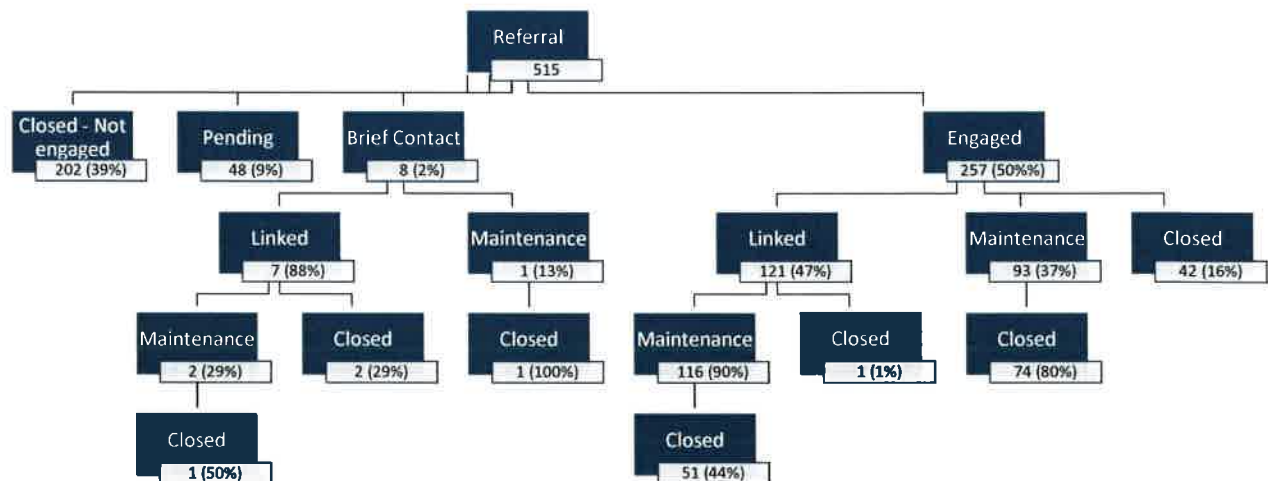 Referral
515
Closed - Not
engaged
202 (39%)
Pending
48 (9%)
Brief Contact
8 (2%)
Engaged
257 (50%%)
Linked
7 (88%)
Maintenance
1 (13%)
Linked
121 (47%)
Maintenance
93 (37%)
Closed
42 (16%)
Maintenance
2 (29%)
Closed
2 (29%)
Closed
1 (100%)
Maintenance
116 (90%)
Closed
1 (1%)
Closed
74 (80%)
Closed
1 (50%)
Closed
51 (44%)